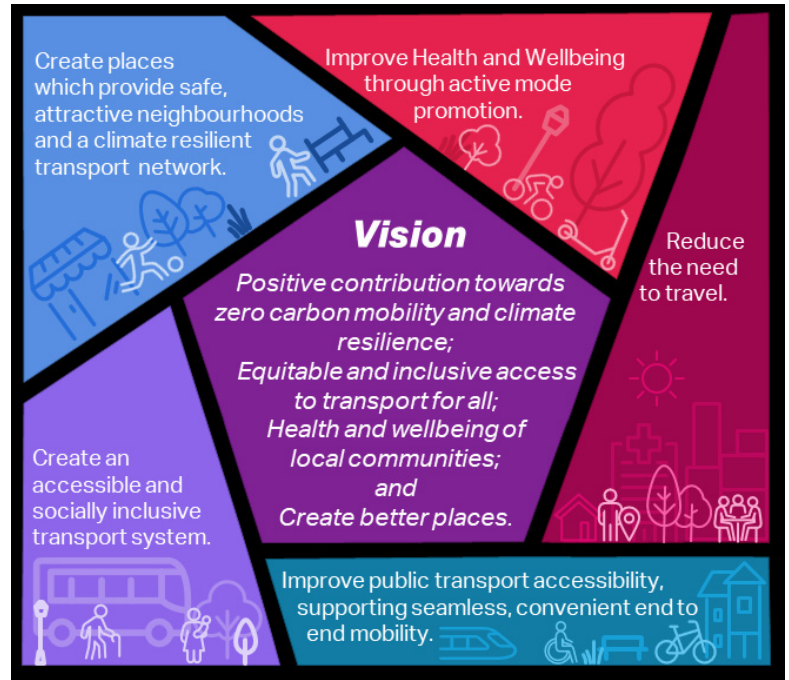 Create places
which provide safe,
attractive neighbourhoods
and a climate resilient
transport network.
Improve Health and Wellbeing
through active mode
promotion.
Reduce
the need
to travel.
Vision
Positive contribution towards
zero carbon mobility and climate
resilience;
Equitable and inclusive access
to transport for all;
Health and wellbeing of
local communities;
and
Create better places.
Create an
accessible and
socially inclusive
transport system.
Improve public transport accessibility,
supporting seamless, convenient end to
end mobility.